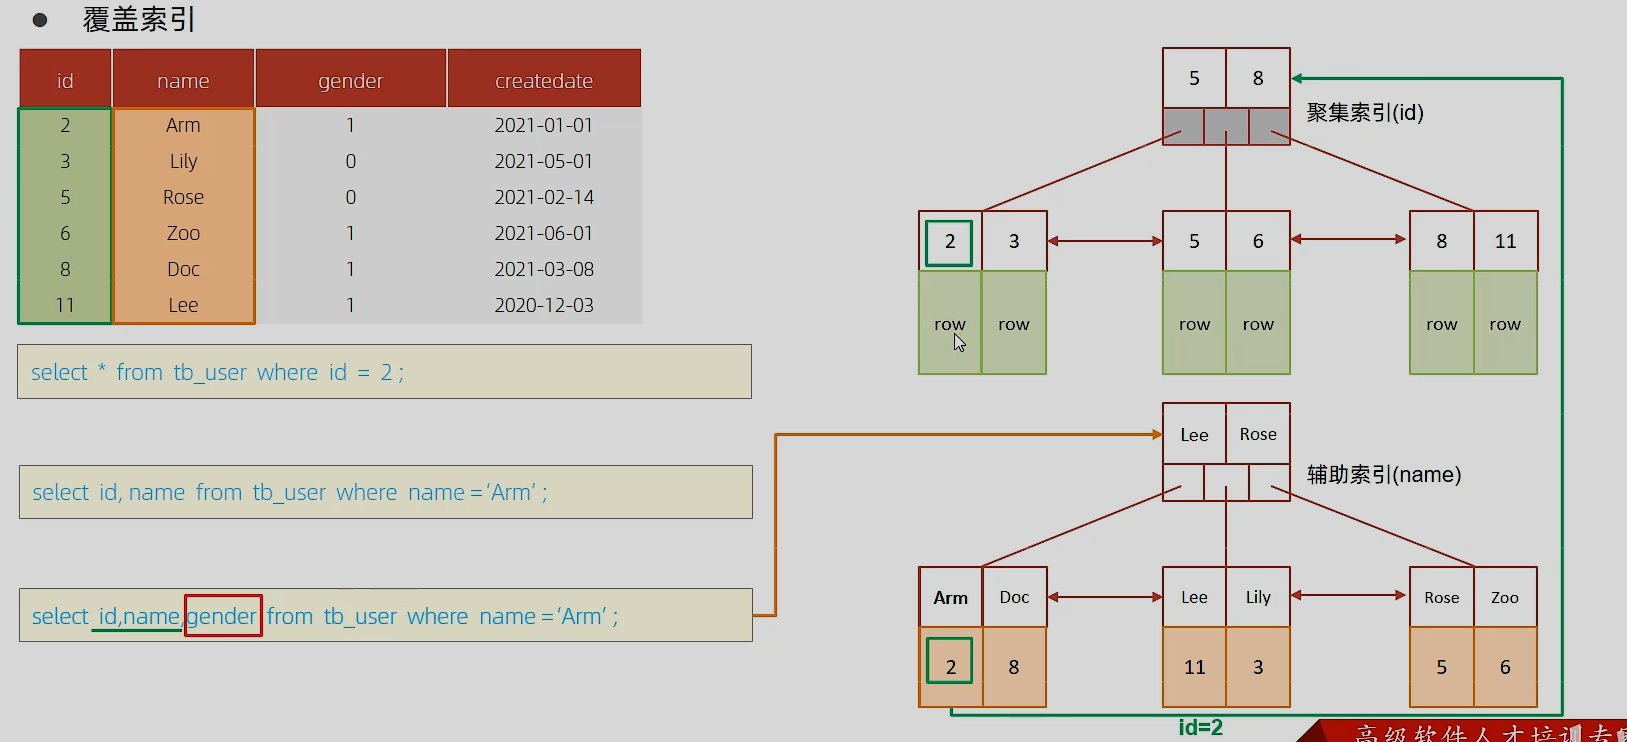 ● 覆盖索引
id name gender createdate
2 Arm 1 2021-01-01
3 Lily 0 2021-05-01
5 Rose 0 2021-02-14
6 Zoo 1 2021-06-01
8 Doc 1 2021-03-08
11 Lee 1 2020-12-03
select * from tb_user where id = 2 ;
select id, name from tb_user where name = ‘Arm’ ;
select id,name,gender from tb_user where name = ‘Arm’ ;
5 8
聚集索引(id)
2 3 5 6 8 11
row row row row row row
Lee Rose
辅助索引(name)
Arm Doc Lee Lily Rose Zoo
2 8 11 3 5 6
id=2
高级软件人才培训专家